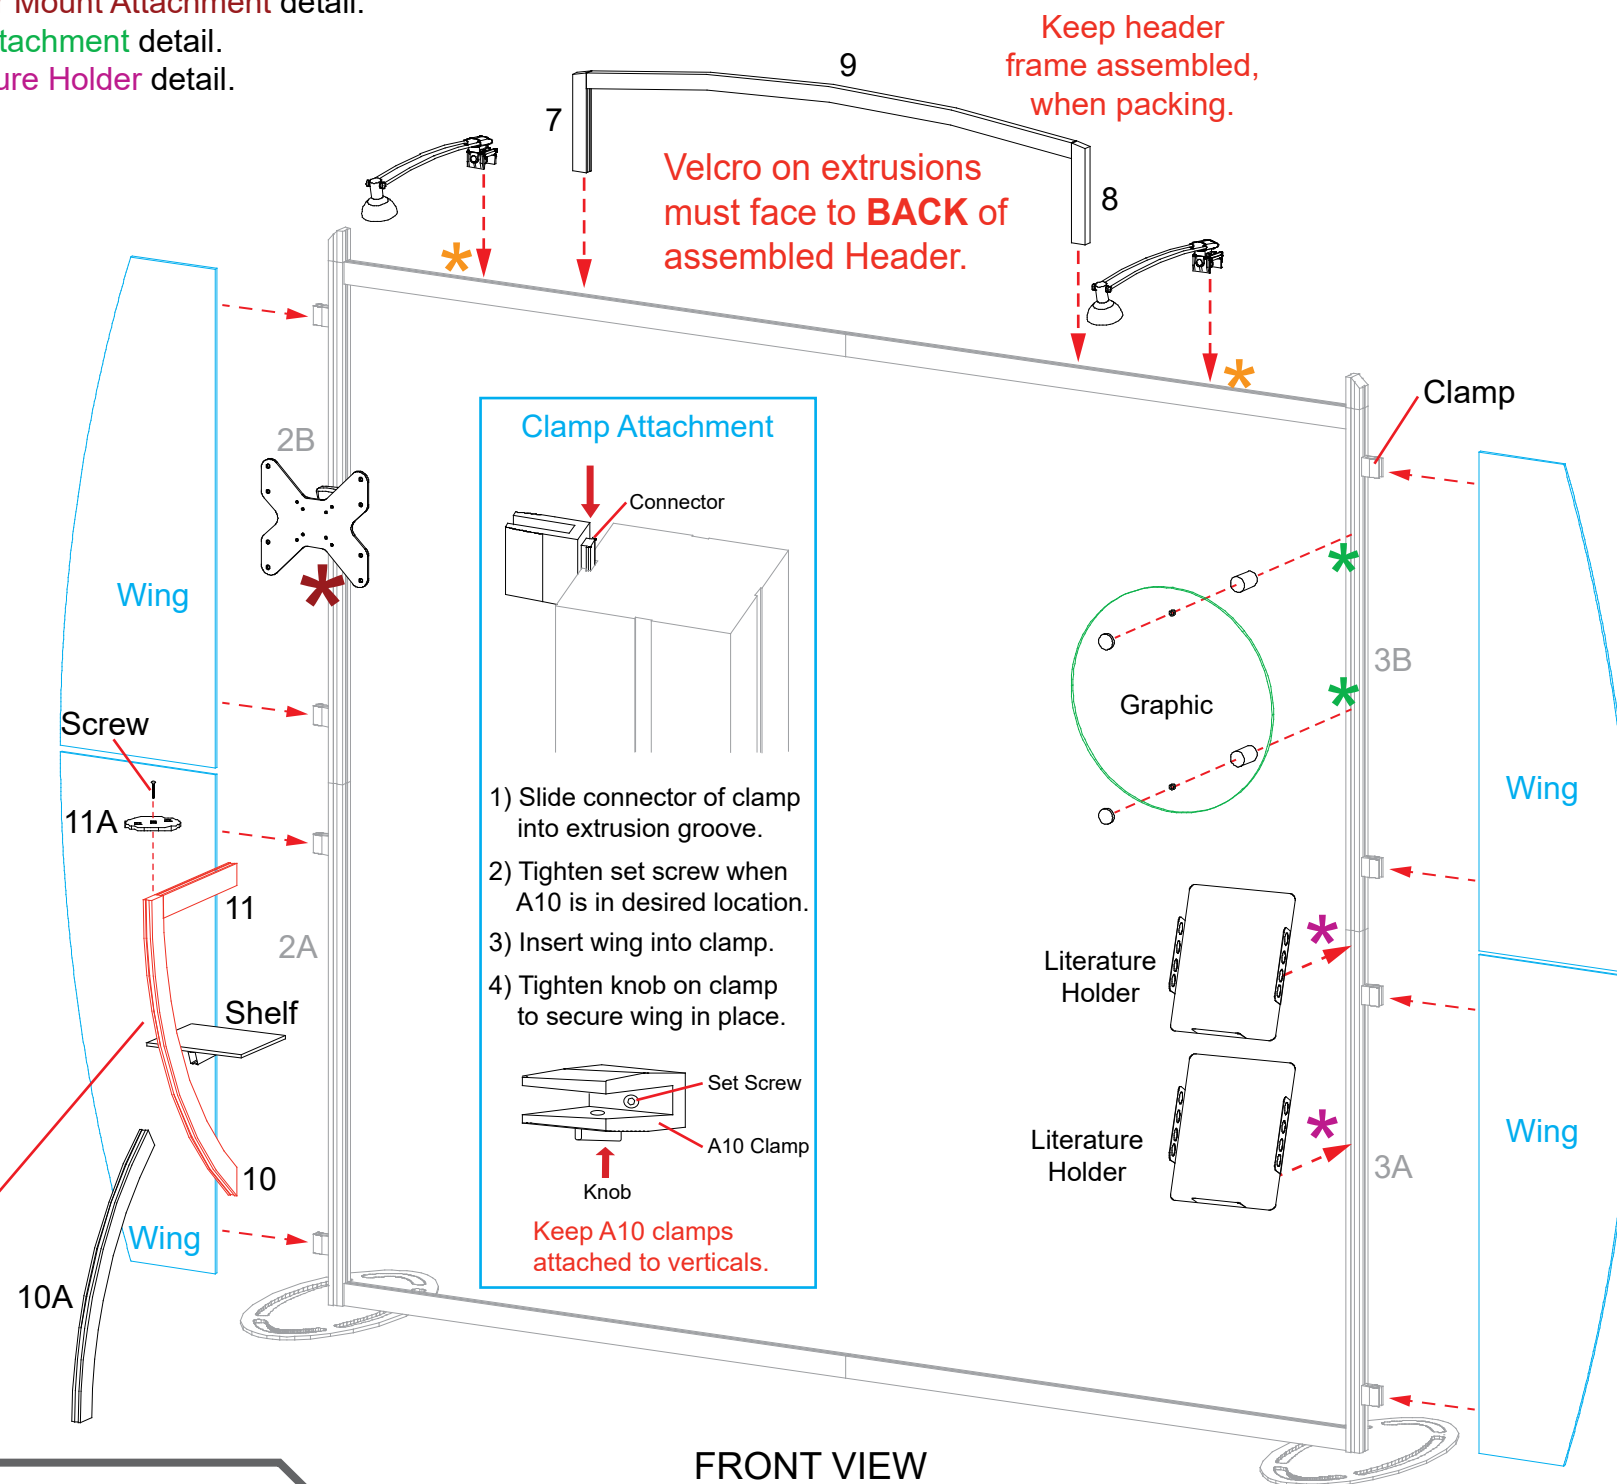 Mount Attachment detail.
tachment detail.
ure Holder detail.
Keep header
frame assembled,
when packing.
9
7
8
Velcro on extrusions
must face to BACK of
assembled Header.
*
*
Clamp
2B
Clamp Attachment
Connector
*
*
Wing
3B
*
Graphic
Screw
Wing
11A
1) Slide connector of clamp
into extrusion groove.
2) Tighten set screw when
A10 is in desired location.
3) Insert wing into clamp.
4) Tighten knob on clamp
to secure wing in place.
11
2A
*
Literature
Holder
Shelf
Set Screw
A10 Clamp
Knob
*
Literature
Holder
3A
Wing
10
Keep A10 clamps
attached to verticals.
Wing
10A
FRONT VIEW